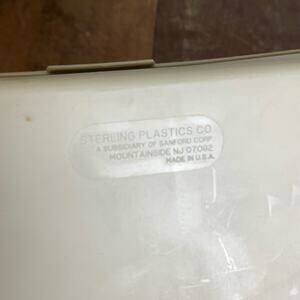 STERLING PLASTICS CO
A SUBSIDIARY OF SANFORD CORP.
MOUNTAINSIDE NJ 07092
MADE IN U.S.A.